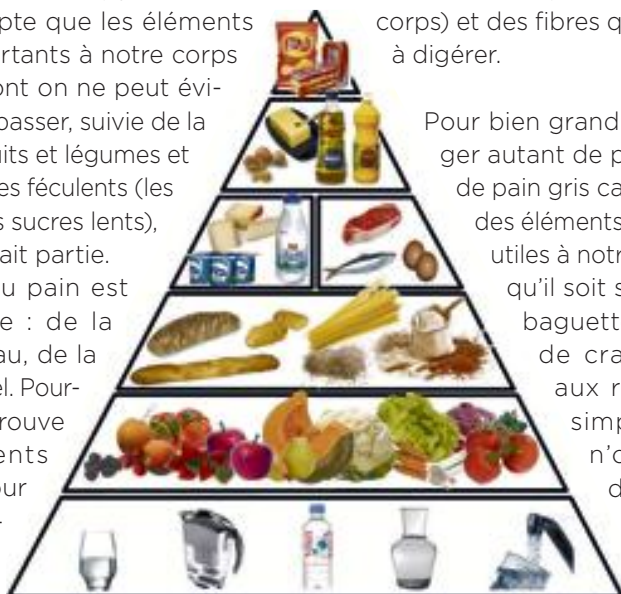 pte que les éléments
rtants à notre corps
ont on ne peut évi-
passer, suivie de la
uits et légumes et
es féculents (les
s sucres lents),
ait partie.
u pain est
e : de la
au, de la
el. Pour-
rouve
ents
our
corps) et des fibres q
à digérer.
Pour bien grand
ger autant de p
de pain gris ca
des éléments
utiles à notr
qu'il soit s
baguett
de cra
aux r
simp
n'
d